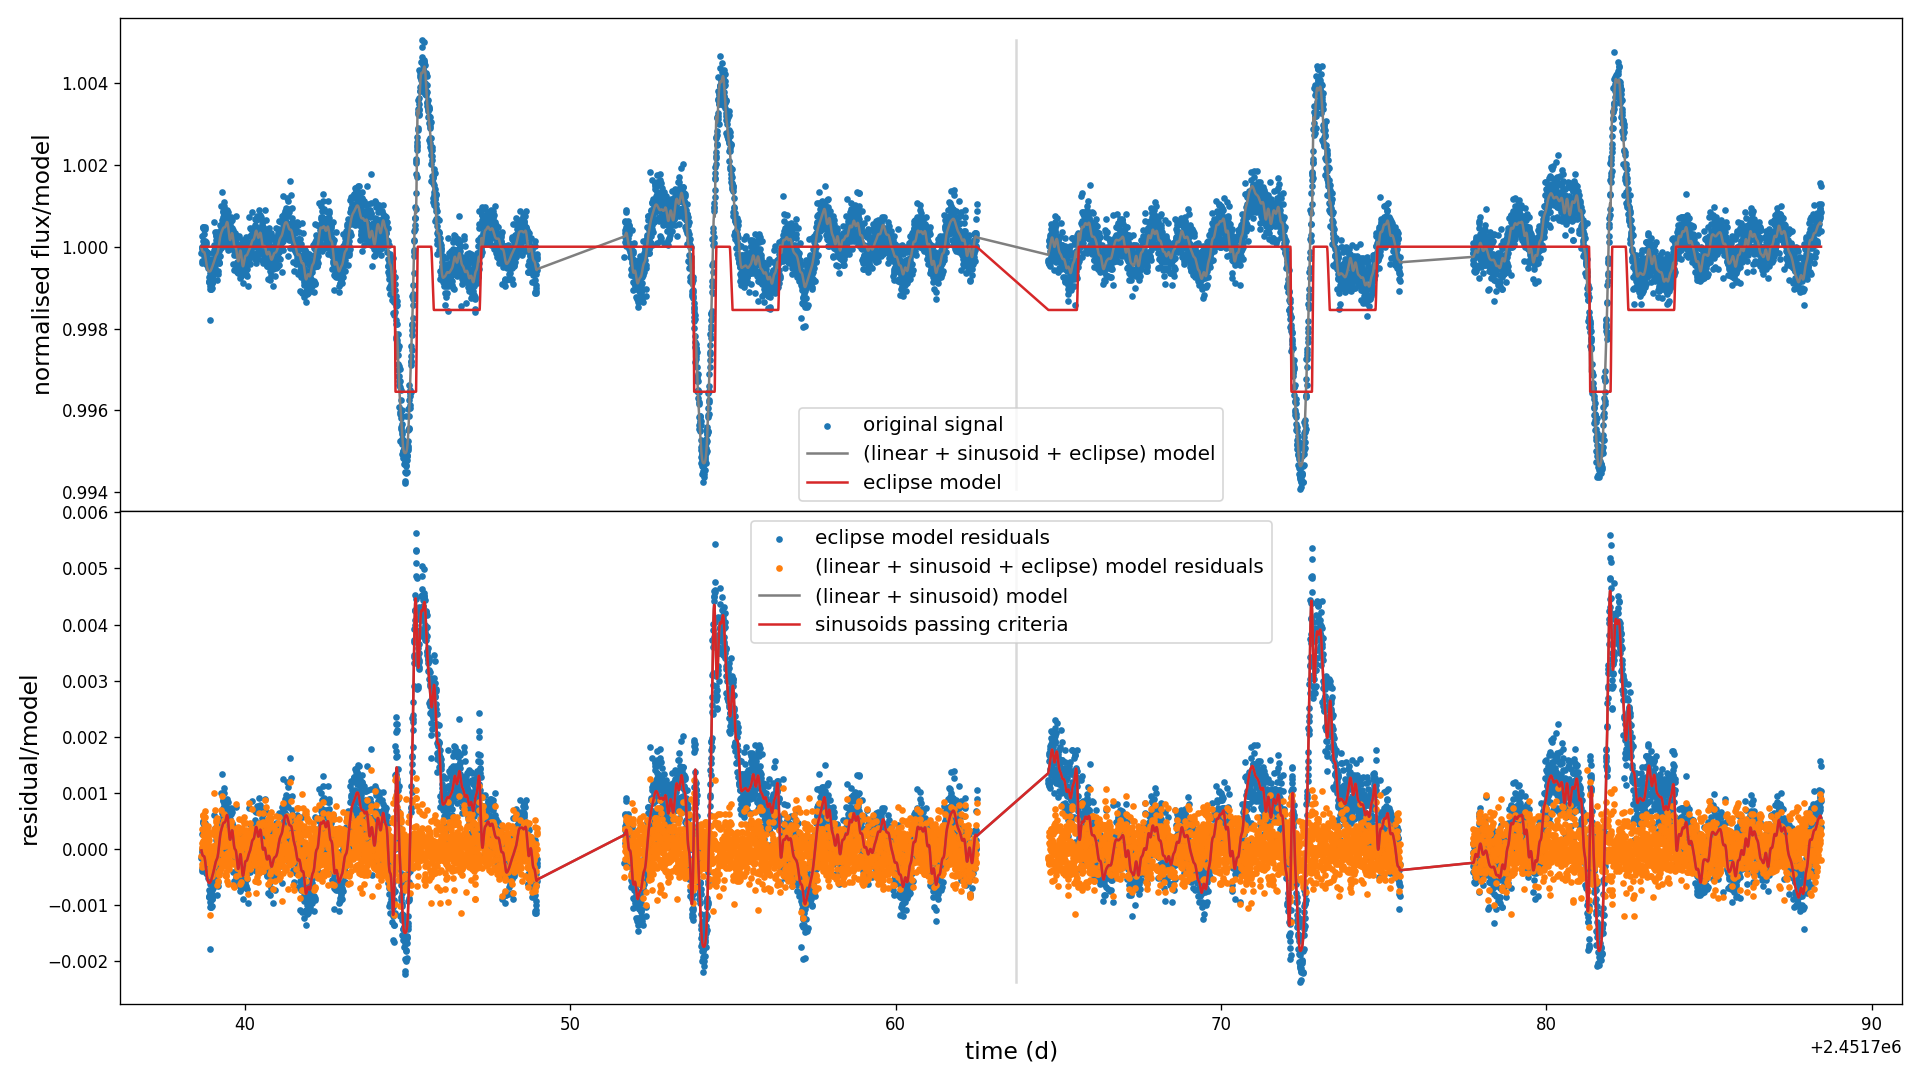 normalised flux/model
1.004
1.002
1.000
0.998
0.996
0.994
original signal
(linear + sinusoid + eclipse) model
eclipse model
residual/model
0.006
0.005
0.004
0.003
0.002
0.001
0.000
−0.001
−0.002
eclipse model residuals
(linear + sinusoid + eclipse) model residuals
(linear + sinusoid) model
sinusoids passing criteria
40 50 60 70 80 90
time (d)
+2.4517e6